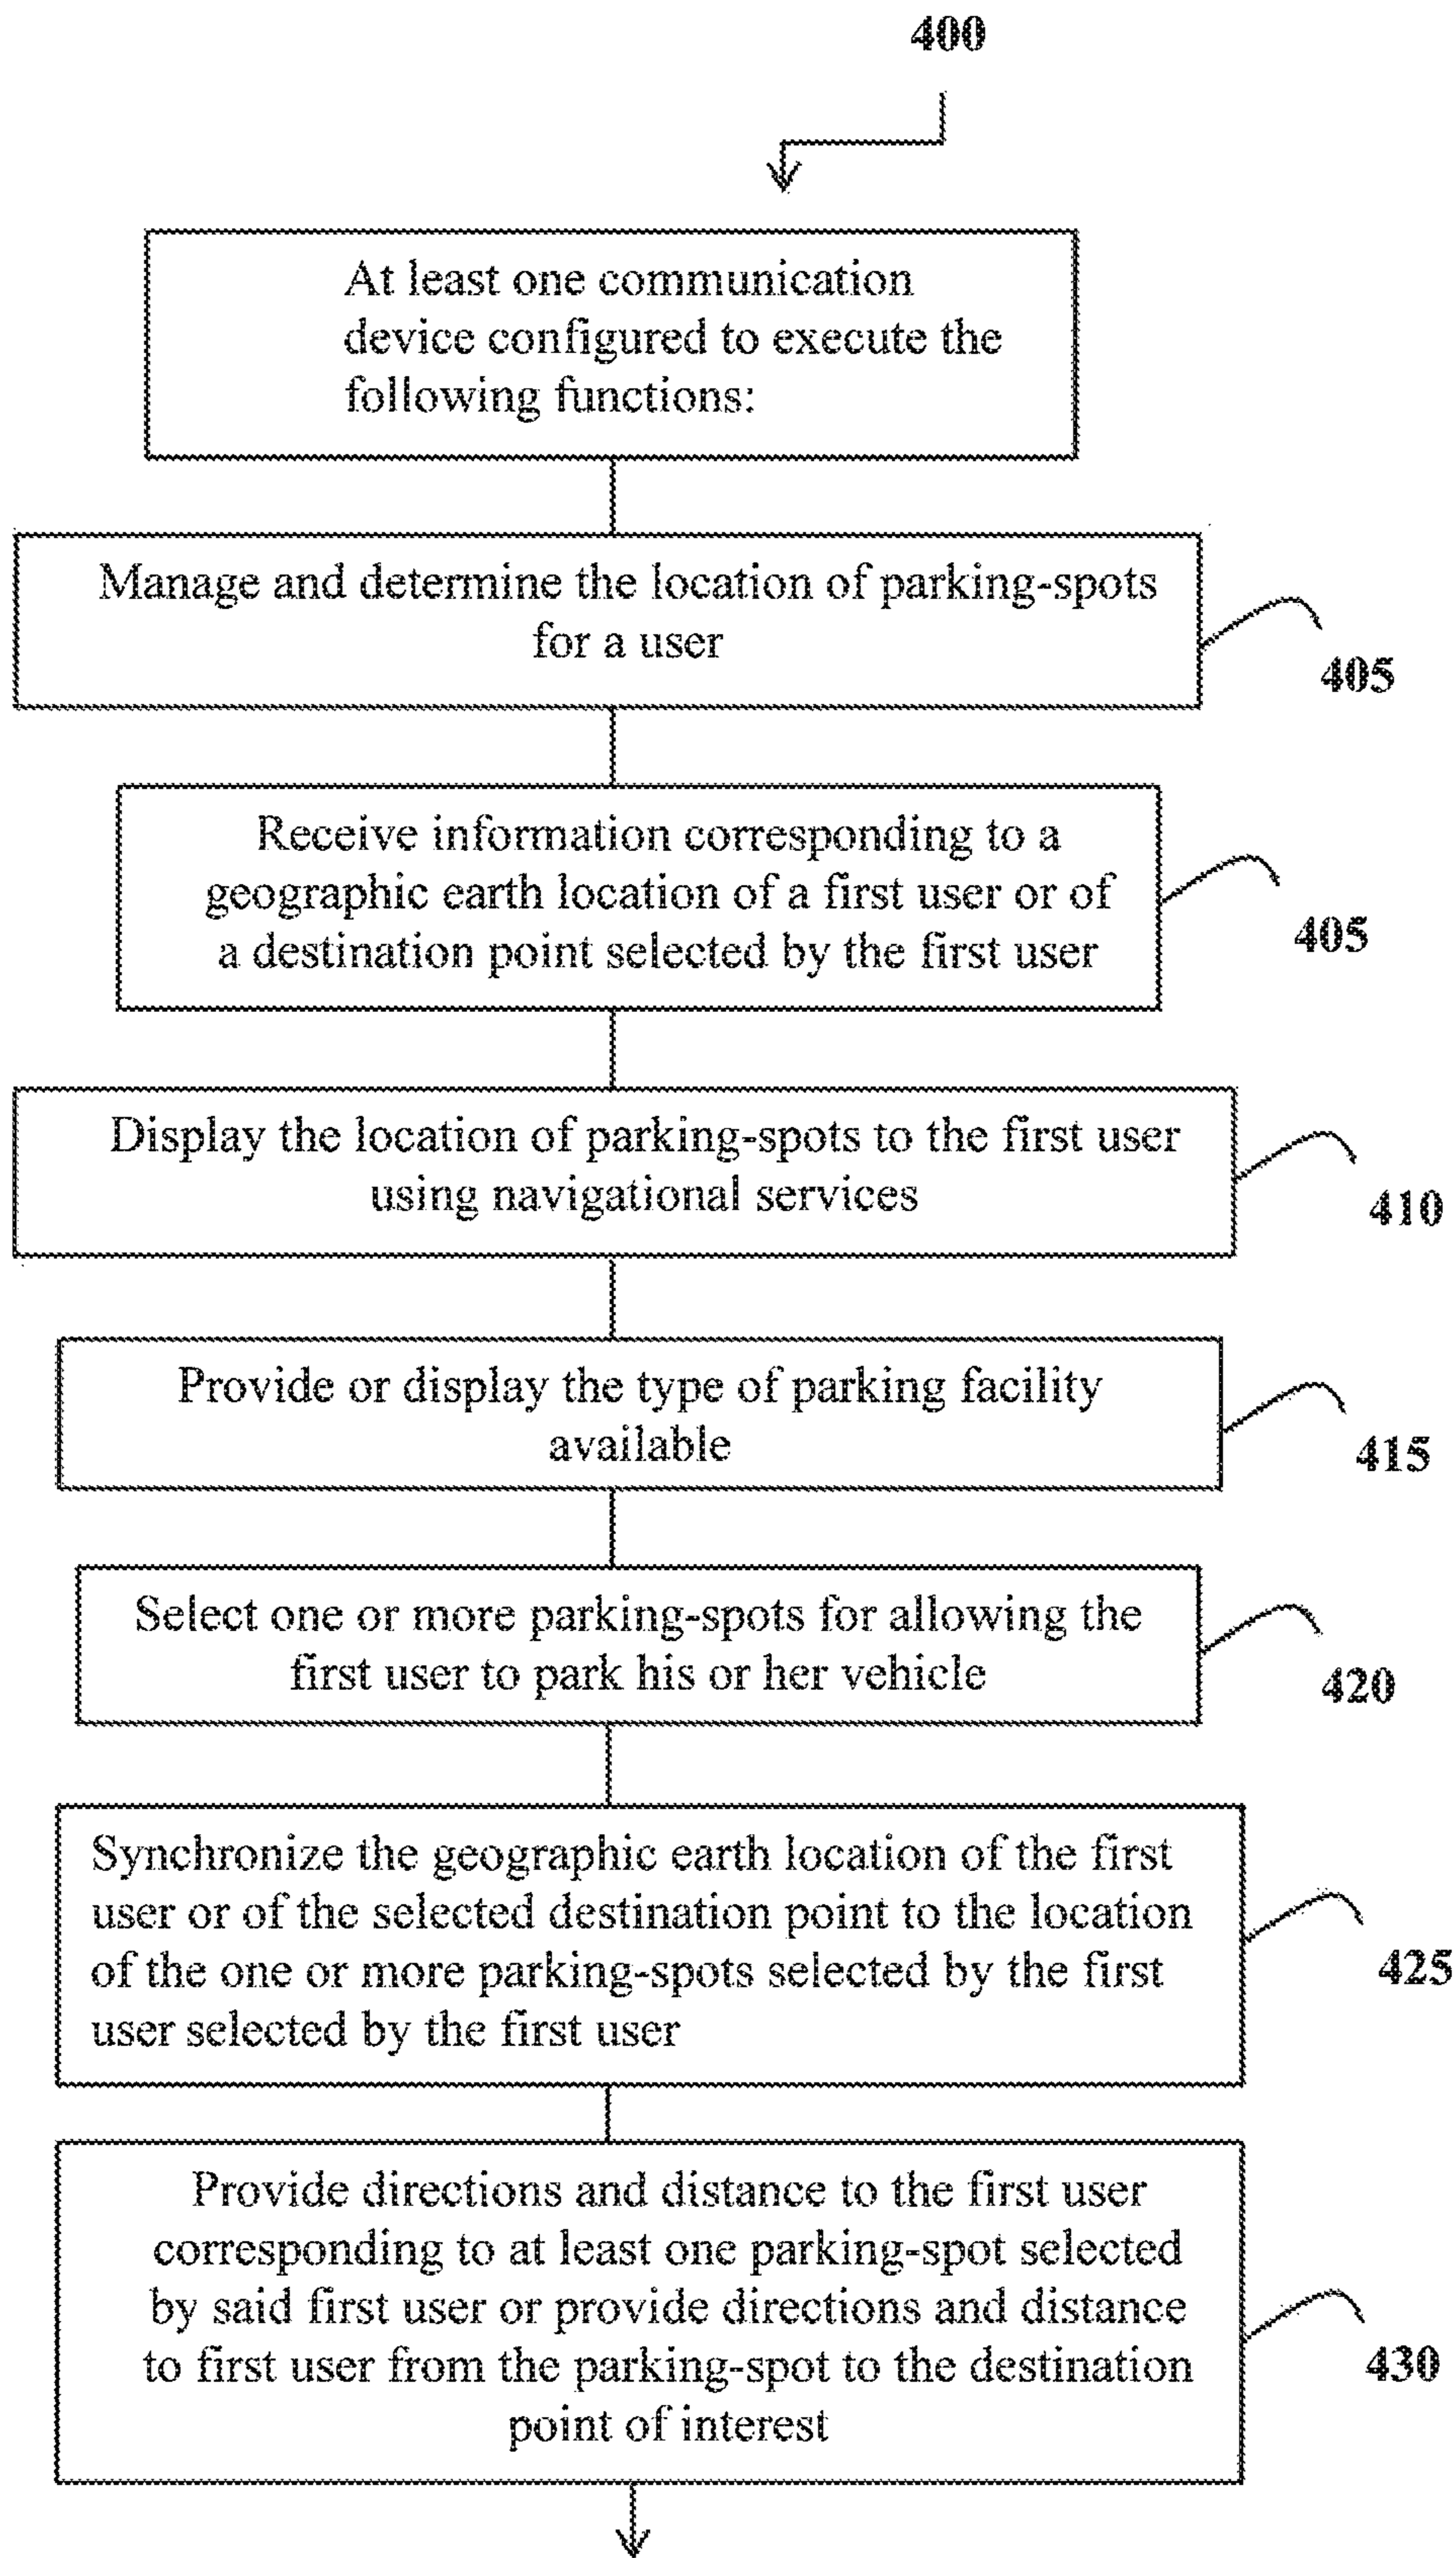 400
At least one communication
device configured to execute the
following functions:
Manage and determine the location of parking-spots
for a user
405
Receive information corresponding to a
geographic earth location of a first user or of
a destination point selected by the first user
405
Display the location of parking-spots to the first user
using navigational services
410
Provide or display the type of parking facility
available
415
Select one or more parking-spots for allowing the
first user to park his or her vehicle
420
Synchronize the geographic earth location of the first
user or of the selected destination point to the location
of the one or more parking-spots selected by the first
user selected by the first user
425
Provide directions and distance to the first user
corresponding to at least one parking-spot selected
by said first user or provide directions and distance
to first user from the parking-spot to the destination
point of interest
430